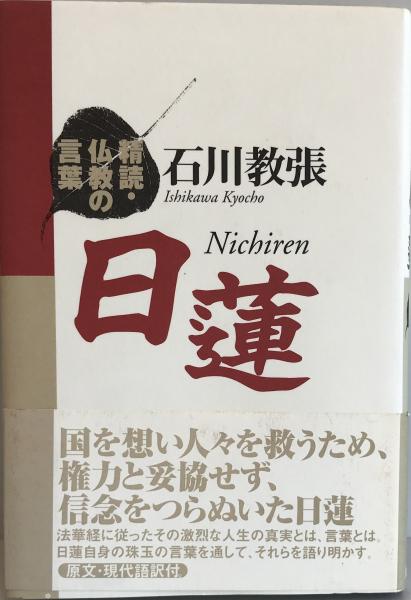 精読・
仏教の
言葉
石川教張
Ishikawa Kyocho
Nichiren
日蓮
国を想い人々を救うため、
権力と妥協せず、
信念をつらぬいた日蓮
法華経に従ったその激烈な人生の真実とは、言葉とは。
日蓮自身の珠玉の言葉を通して、それらを語り明かす。
原文・現代語訳付